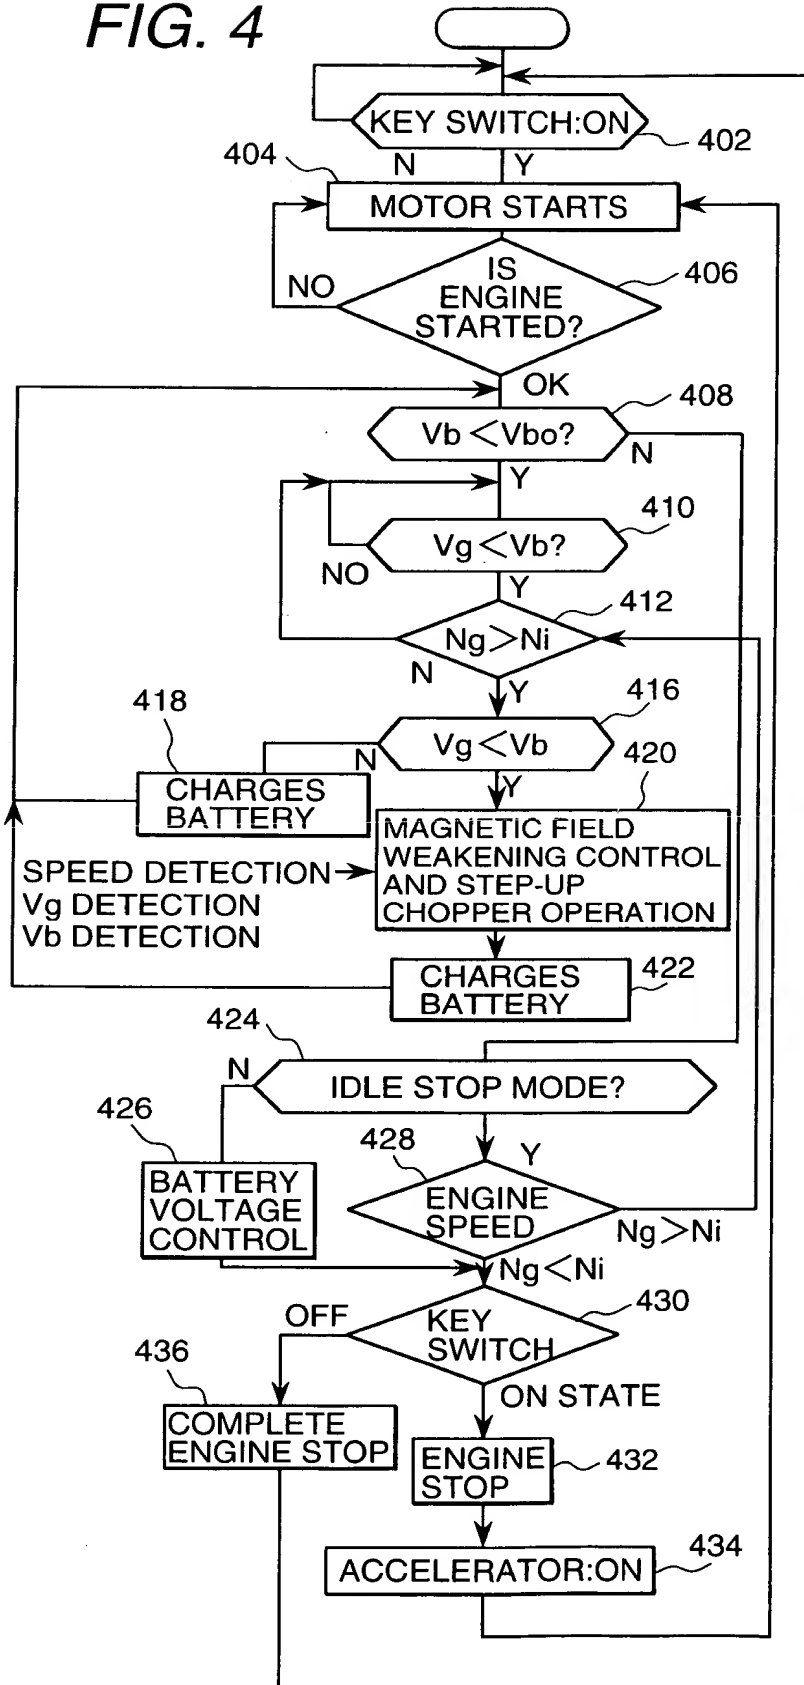 FIG. 4
KEY SWITCH:ON
402
N
Y
404
MOTOR STARTS
IS
ENGINE
STARTED?
406
NO
OK
408
Vb <Vbo?
N
Y
410
Vg <Vb?
NO
Y
412
Ng>Ni
N
Y
416
418
Vg <Vb
N
Y
420
CHARGES
BATTERY
MAGNETIC FIELD
WEAKENING CONTROL
AND STEP-UP
CHOPPER OPERATION
SPEED DETECTION
Vg DETECTION
Vb DETECTION
CHARGES
BATTERY
422
424
N
IDLE STOP MODE?
426
428
Y
BATTERY
VOLTAGE
CONTROL
ENGINE
SPEED
Ng>Ni
Ng<Ni
430
OFF
KEY
SWITCH
436
ON STATE
COMPLETE
ENGINE STOP
ENGINE
STOP
432
ACCELERATOR:ON
434